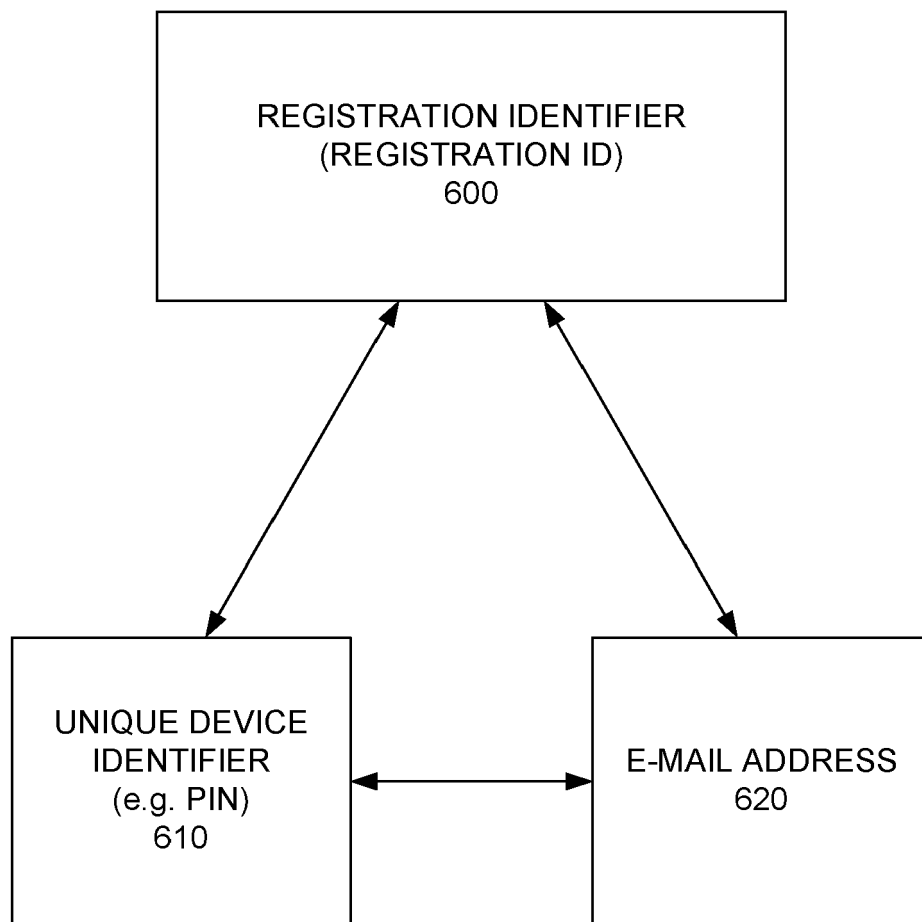 REGISTRATION IDENTIFIER
(REGISTRATION ID)
600
UNIQUE DEVICE
IDENTIFIER
(e.g. PIN)
610
E-MAIL ADDRESS
620